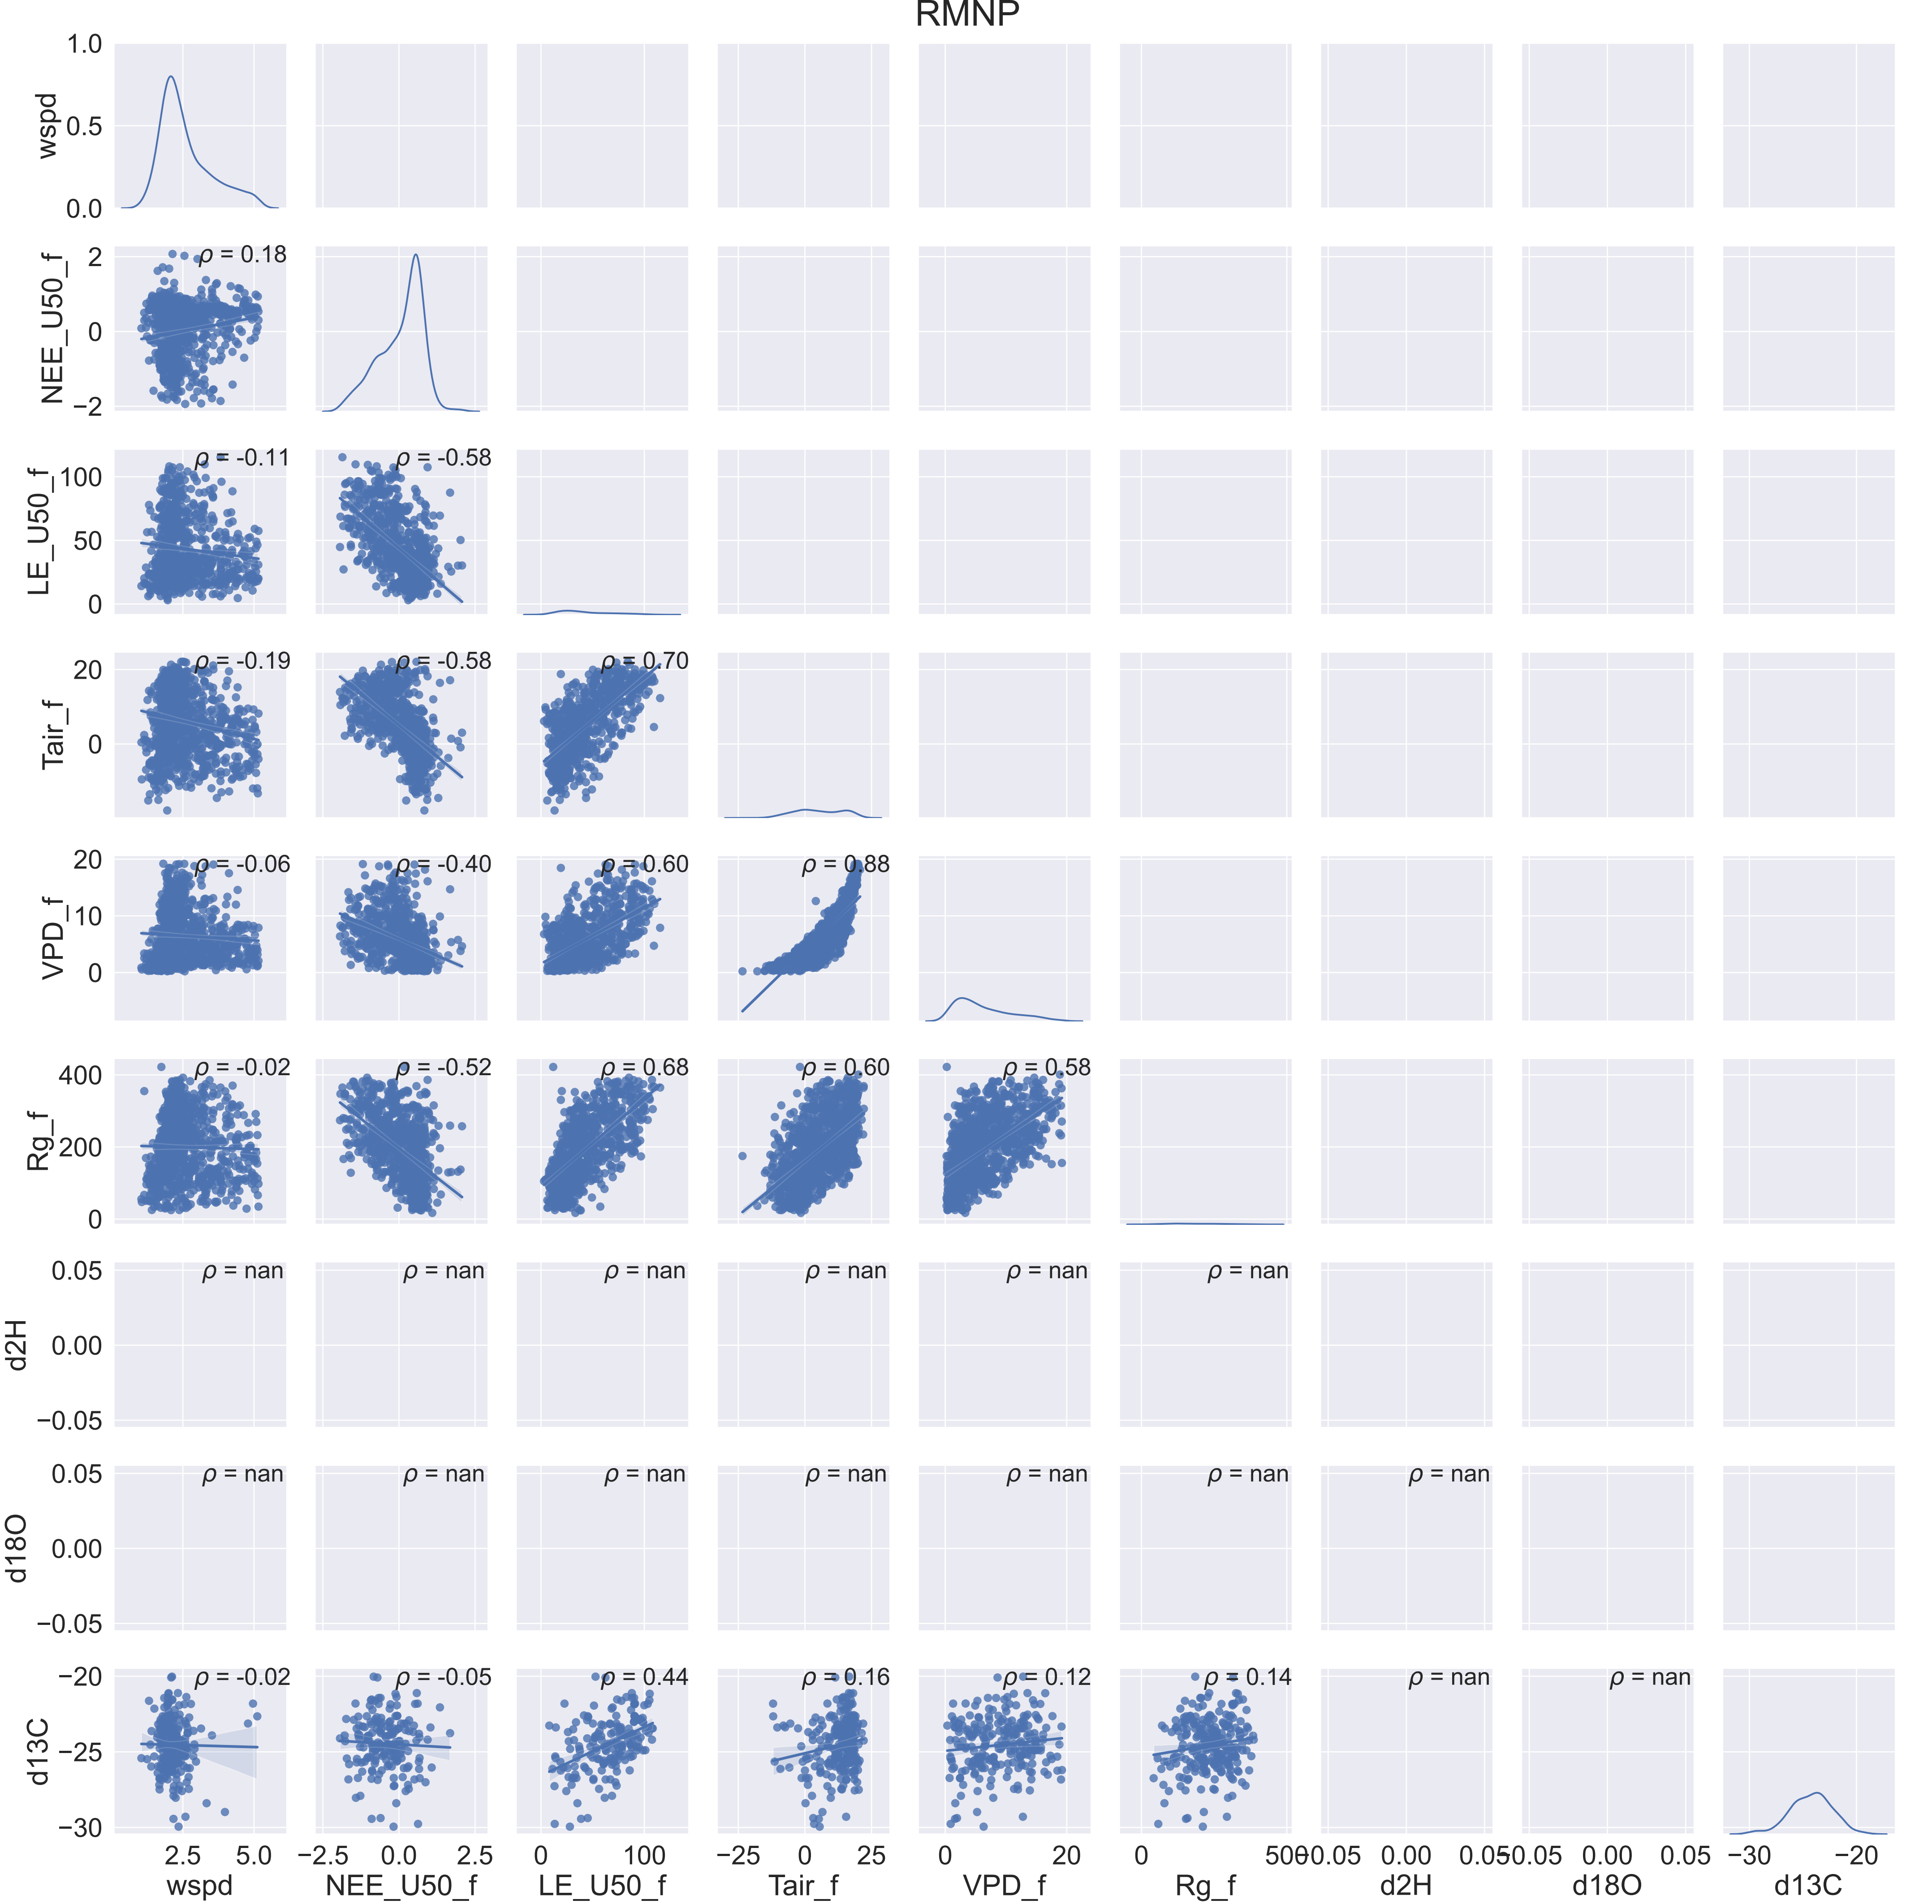 RMNP
1.0
0.5
0.0
wspd
2
0
−2
NEE_U50_f
ρ = 0.18
100
50
0
LE_U50_f
ρ = -0.11
ρ = -0.58
20
0
Tair_f
ρ = -0.19
ρ = -0.58
ρ = 0.70
20
10
0
VPD_f
ρ = -0.06
ρ = -0.40
ρ = 0.60
ρ = 0.88
400
200
0
Rg_f
ρ = -0.02
ρ = -0.52
ρ = 0.68
ρ = 0.60
ρ = 0.58
0.05
0.00
−0.05
d2H
ρ = nan
ρ = nan
ρ = nan
ρ = nan
ρ = nan
ρ = nan
0.05
0.00
−0.05
d18O
ρ = nan
ρ = nan
ρ = nan
ρ = nan
ρ = nan
ρ = nan
ρ = nan
−20
−25
−30
d13C
ρ = -0.02
ρ = -0.05
ρ = 0.44
ρ = 0.16
ρ = 0.12
ρ = 0.14
ρ = nan
ρ = nan
2.5 5.0
−2.5 0.0 2.5
0 100
−25 0 25
0 20
0 500
−0.05 0.00 0.05
−0.05 0.00 0.05
−30 −20
wspd
NEE_U50_f
LE_U50_f
Tair_f
VPD_f
Rg_f
d2H
d18O
d13C